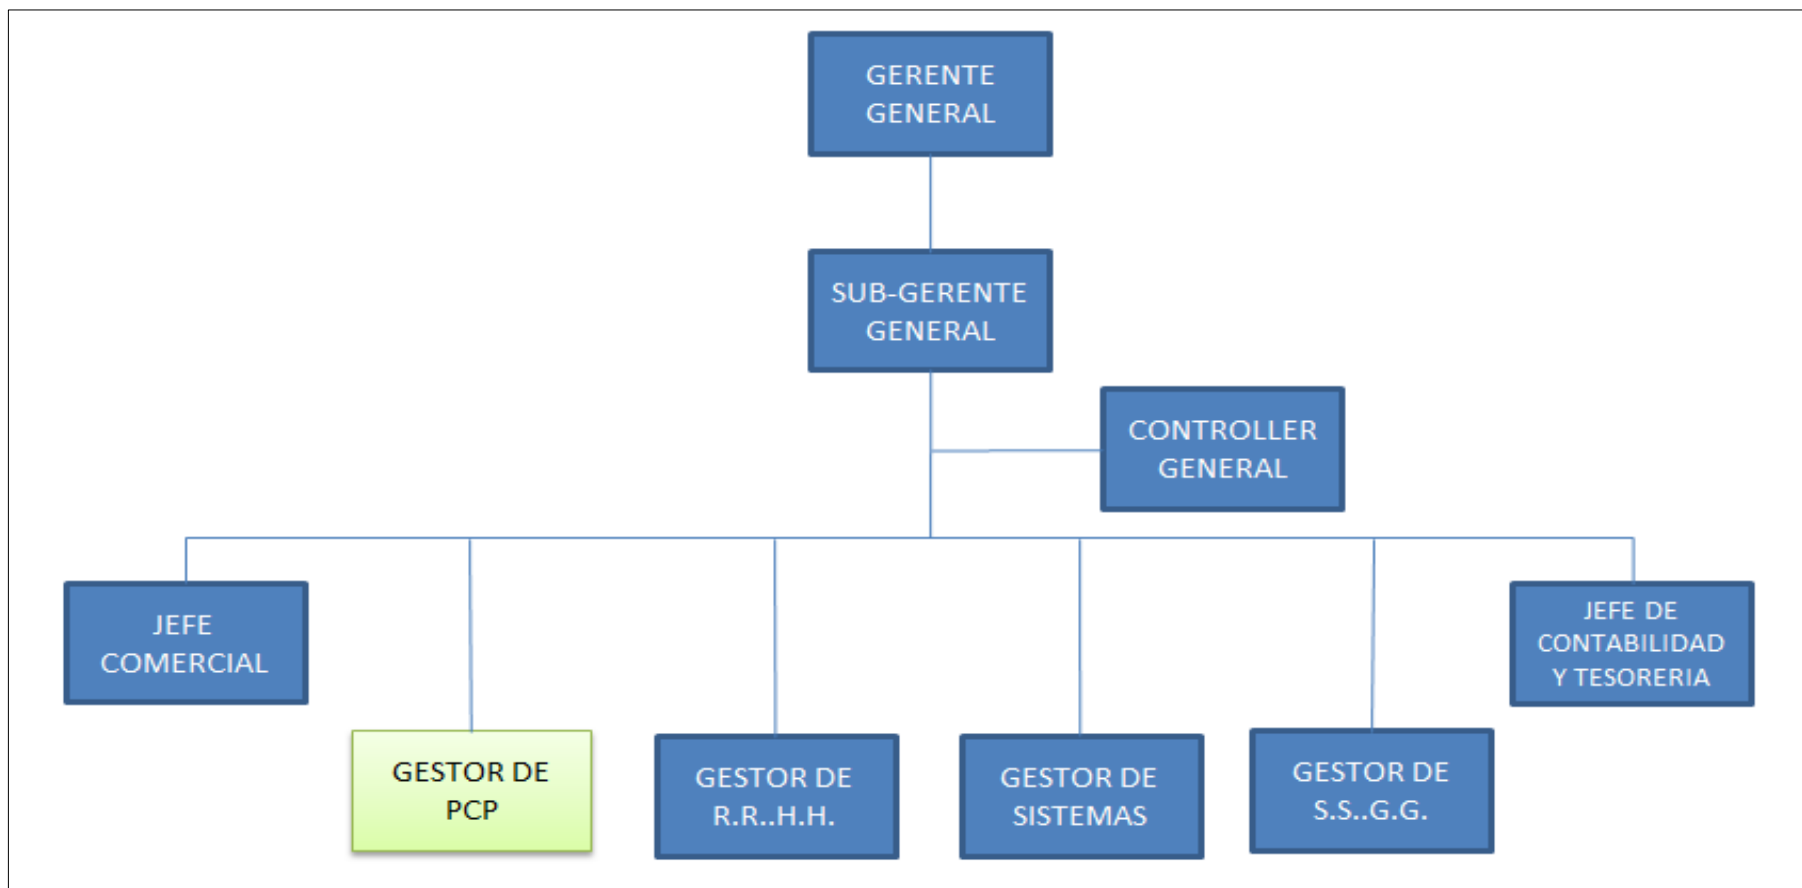 GERENTE
GENERAL
SUB-GERENTE
GENERAL
CONTROLLER
GENERAL
JEFE
COMERCIAL
JEFE DE
CONTABILIDAD
Y TESORERIA
GESTOR DE
PCP
GESTOR DE
R.R..H.H.
GESTOR DE
SISTEMAS
GESTOR DE
S.S..G.G.